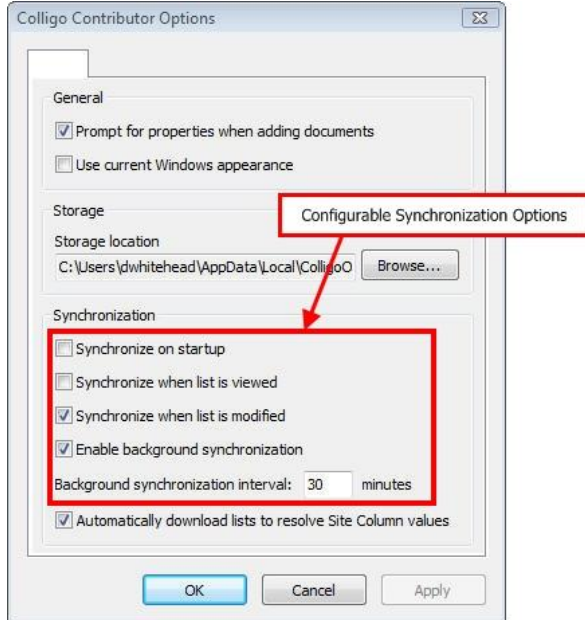 Colligo Contributor Options
General
Prompt for properties when adding documents
Use current Windows appearance
Storage
Configurable Synchronization Options
Storage location
C:\Users\dwhitehead\AppData\Local\ColligoO
Browse...
Synchronization
Synchronize on startup
Synchronize when list is viewed
Synchronize when list is modified
Enable background synchronization
Background synchronization interval: 30 minutes
Automatically download lists to resolve Site Column values
OK Cancel Apply